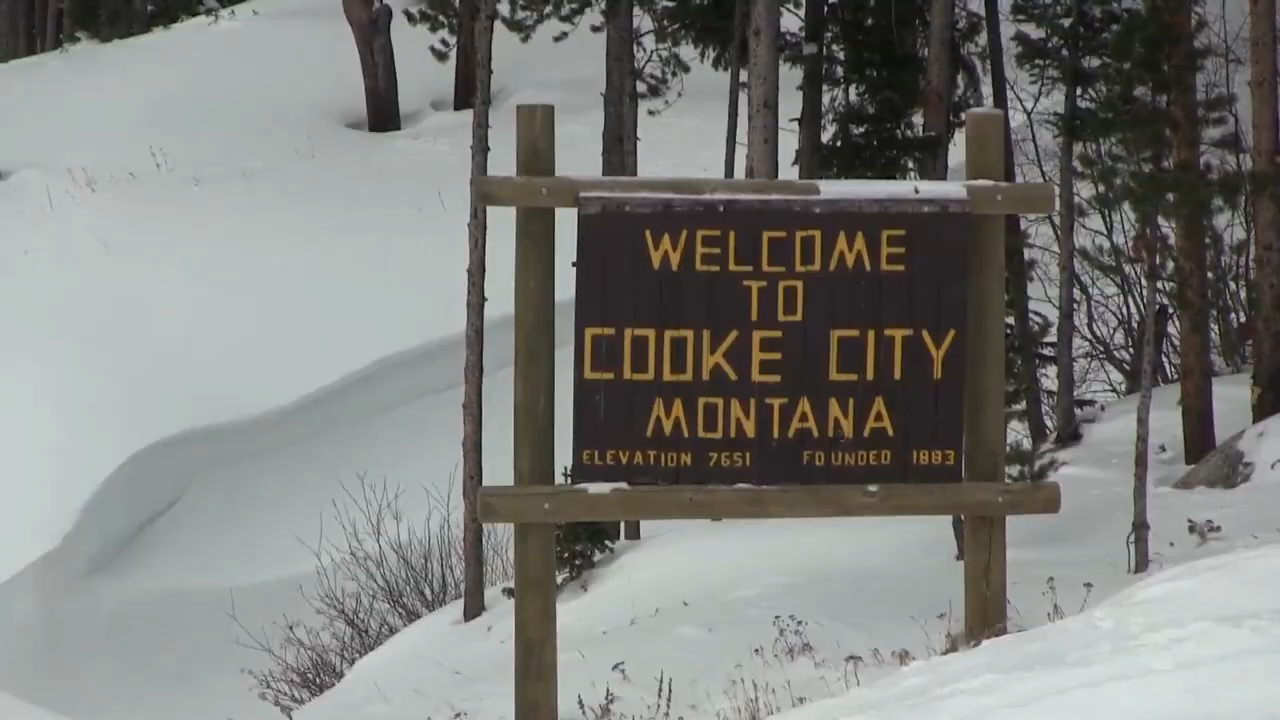 WELCOME
TO
COOKE CITY
MONTANA
ELEVATION 7651 FOUNDED 1883